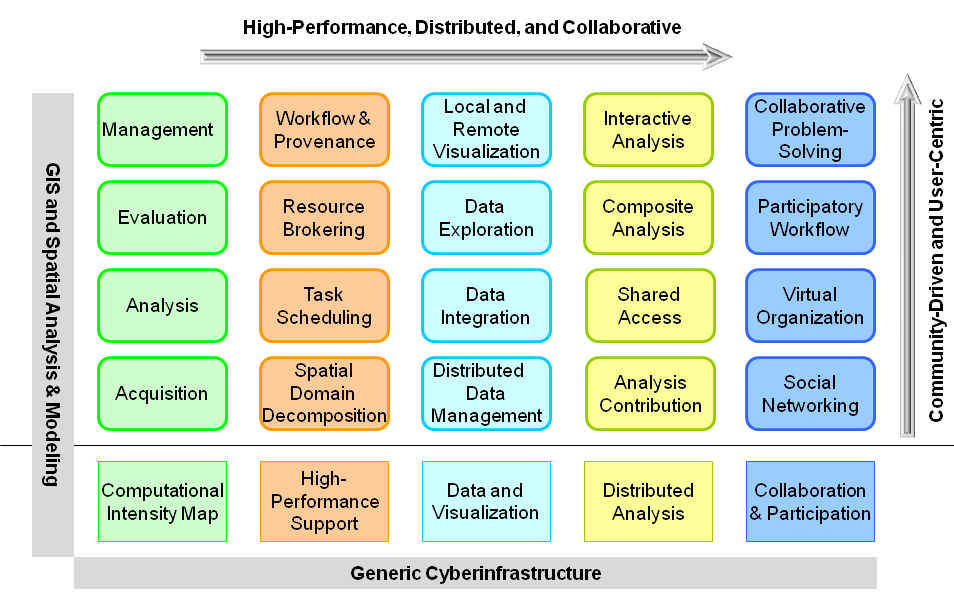 High-Performance, Distributed, and Collaborative
Management
Workflow &
Provenance
Local and
Remote
Visualization
Interactive
Analysis
Collaborative
Problem-
Solving
Evaluation
Resource
Brokering
Data
Exploration
Composite
Analysis
Participatory
Workflow
Analysis
Task
Scheduling
Data
Integration
Shared
Access
Virtual
Organization
Acquisition
Spatial
Domain
Decomposition
Distributed
Data
Management
Analysis
Contribution
Social
Networking
Computational
Intensity Map
High-
Performance
Support
Data and
Visualization
Distributed
Analysis
Collaboration
& Participation
GIS and Spatial Analysis & Modeling
Community-Driven and User-Centric
Generic Cyberinfrastructure